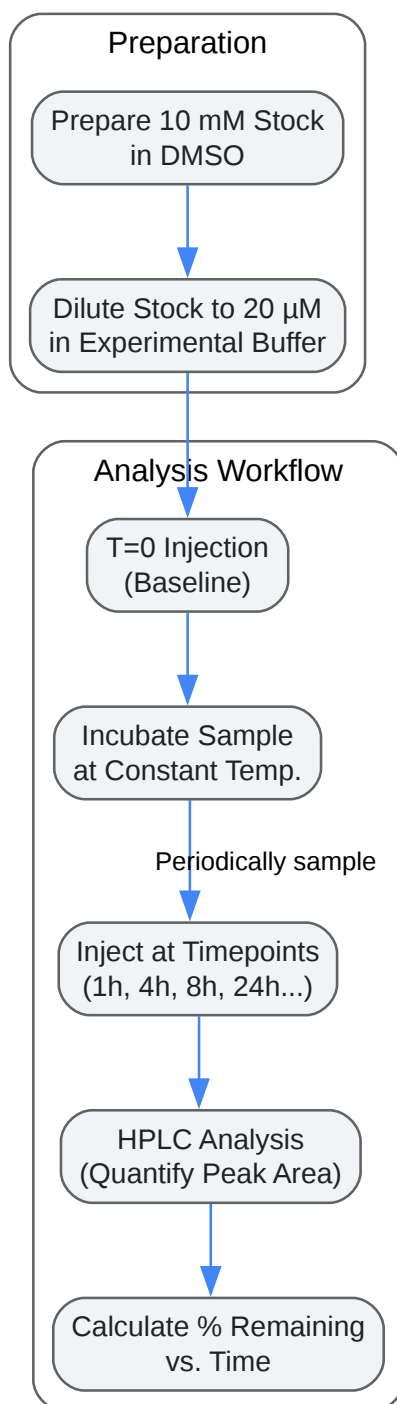 Preparation
Prepare 10 mM Stock
in DMSO
Dilute Stock to 20 µM
in Experimental Buffer
Analysis Workflow
T=0 Injection
(Baseline)
Incubate Sample
at Constant Temp.
Periodically sample
Inject at Timepoints
(1h, 4h, 8h, 24h...)
HPLC Analysis
(Quantify Peak Area)
Calculate % Remaining
vs. Time